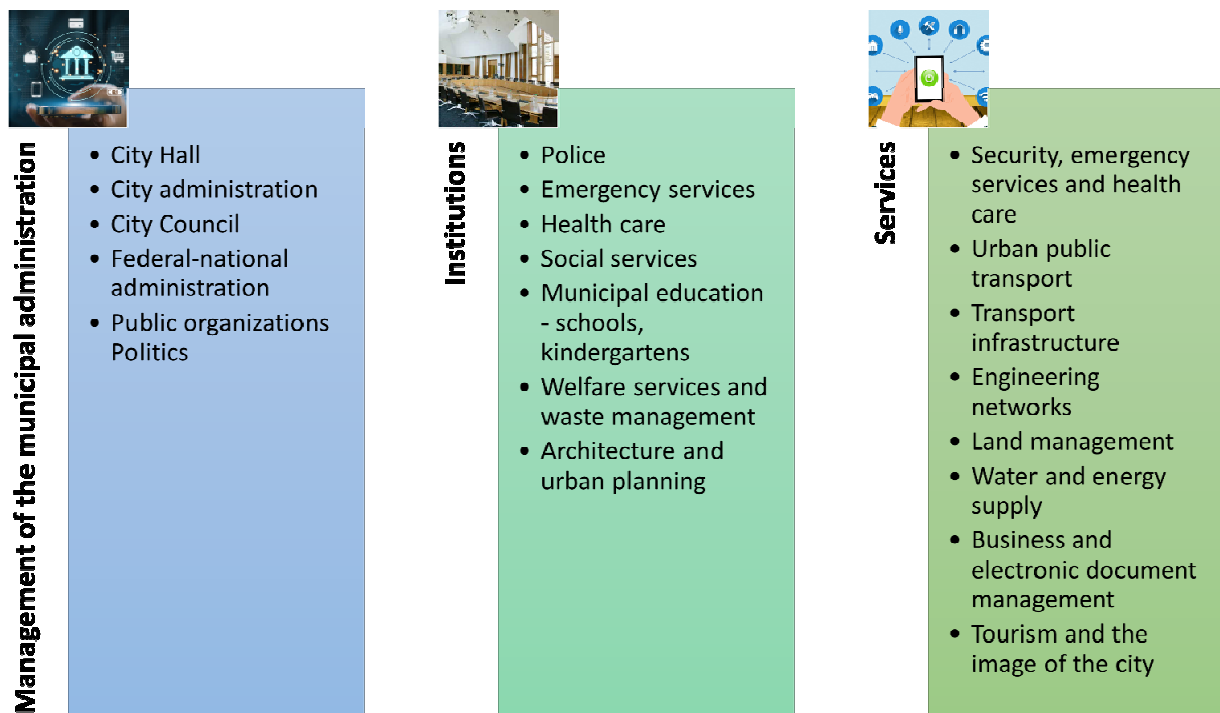 Management of the municipal administration
• City Hall
• City administration
• City Council
• Federal-national
administration
• Public organizations
Politics
Institutions
• Police
• Emergency services
• Health care
• Social services
• Municipal education
- schools,
kindergartens
• Welfare services and
waste management
• Architecture and
urban planning
Services
• Security, emergency
services and health
care
• Urban public
transport
• Transport
infrastructure
• Engineering
networks
• Land management
• Water and energy
supply
• Business and
electronic document
management
• Tourism and the
image of the city